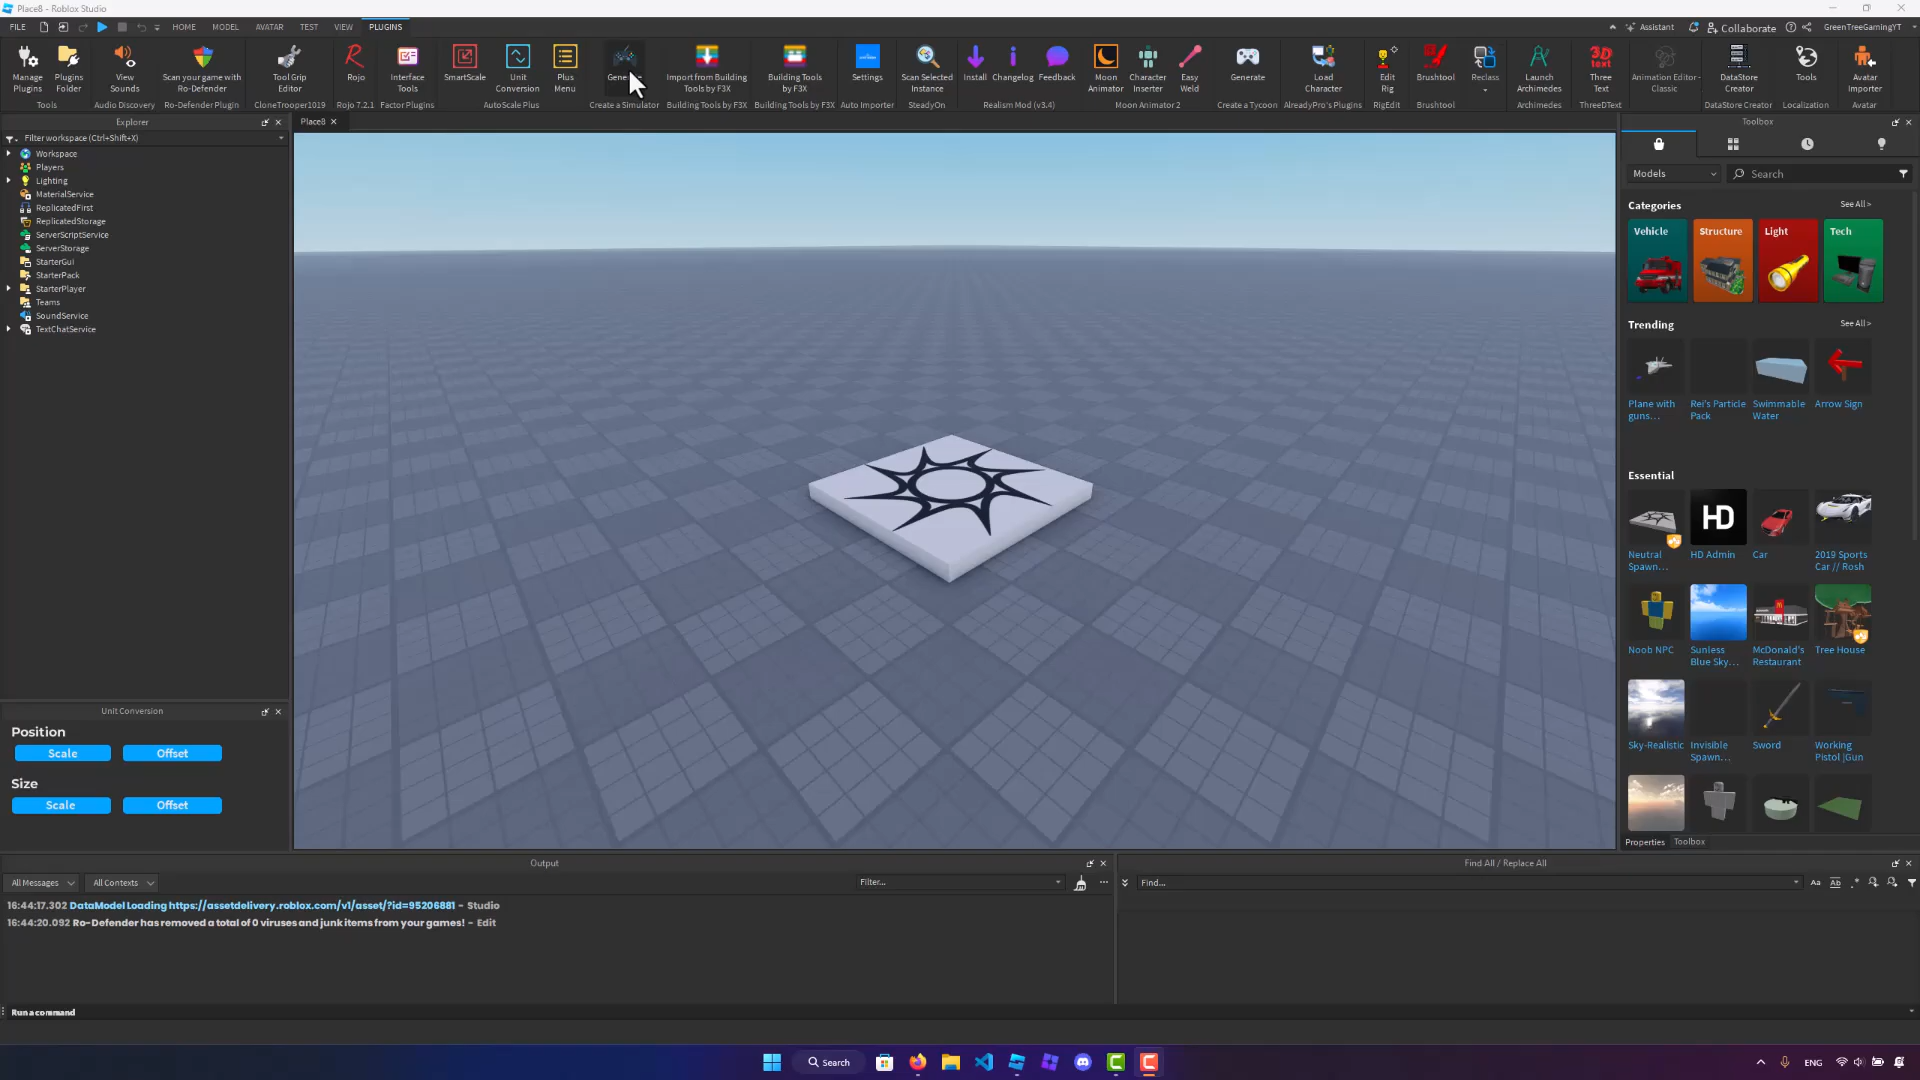 Place8 - Roblox Studio
FILE HOME MODEL AVATAR TEST VIEW PLUGINS Assistant Collaborate GreenTreeGamingYT
Manage Plugins
Plugins Folder
Tools
View Sounds
Audio Discovery
Scan your game with Ro-Defender
Ro-Defender Plugin
Tool Grip Editor
CloneTrooper1019
Rojo
Rojo 7.2.1
Interface Tools
Factor Plugins
SmartScale
Unit Conversion
Plus Menu
AutoScale Plus
Create a Simulator
Import from Building Tools by F3X
Building Tools by F3X
Building Tools by F3X
Building Tools by F3X
Settings
Auto Importer
Scan Selected Instance
SteadyOn
Install
Changelog
Feedback
Realism Mod (v3.4)
Moon Animator
Character Inserter
Easy Weld
Moon Animator 2
Generate
Create a Tycoon
Load Character
AlreadyPro's Plugins
Edit Rig
RigEdit
Brushtool
Brushtool
Reclass
Launch Archimedes
Archimedes
Three Text
ThreeDText
Animation Editor - Classic
DataStore Creator
DataStore Creator
Tools
Localization
Avatar Importer
Avatar
Explorer
Filter workspace (Ctrl+Shift+X)
Workspace
Players
Lighting
MaterialService
ReplicatedFirst
ReplicatedStorage
ServerScriptService
ServerStorage
StarterGui
StarterPack
StarterPlayer
Teams
SoundService
TextChatService
Unit Conversion
Position
Scale Offset
Size
Scale Offset
Place8
Toolbox
Models Search
Categories See All >
Vehicle Structure Light Tech
Trending See All >
Plane with guns...
Rei's Particle Pack
Swimmable Water
Arrow Sign
Essential
HD
Neutral Spawn...
HD Admin
Car
2019 Sports Car // Rosh
Noob NPC
Sunless Blue Sky...
McDonald's Restaurant
Tree House
Sky-Realistic
Invisible Spawn...
Sword
Working Pistol |Gun
Properties Toolbox
Output
All Messages All Contexts Filter...
16:44:17.302 DataModel Loading https://assetdelivery.roblox.com/v1/asset/?id=95206881 - Studio
16:44:20.092 Ro-Defender has removed a total of 0 viruses and junk items from your games! - Edit
Find All / Replace All
Find...
Run a command
Search
ENG